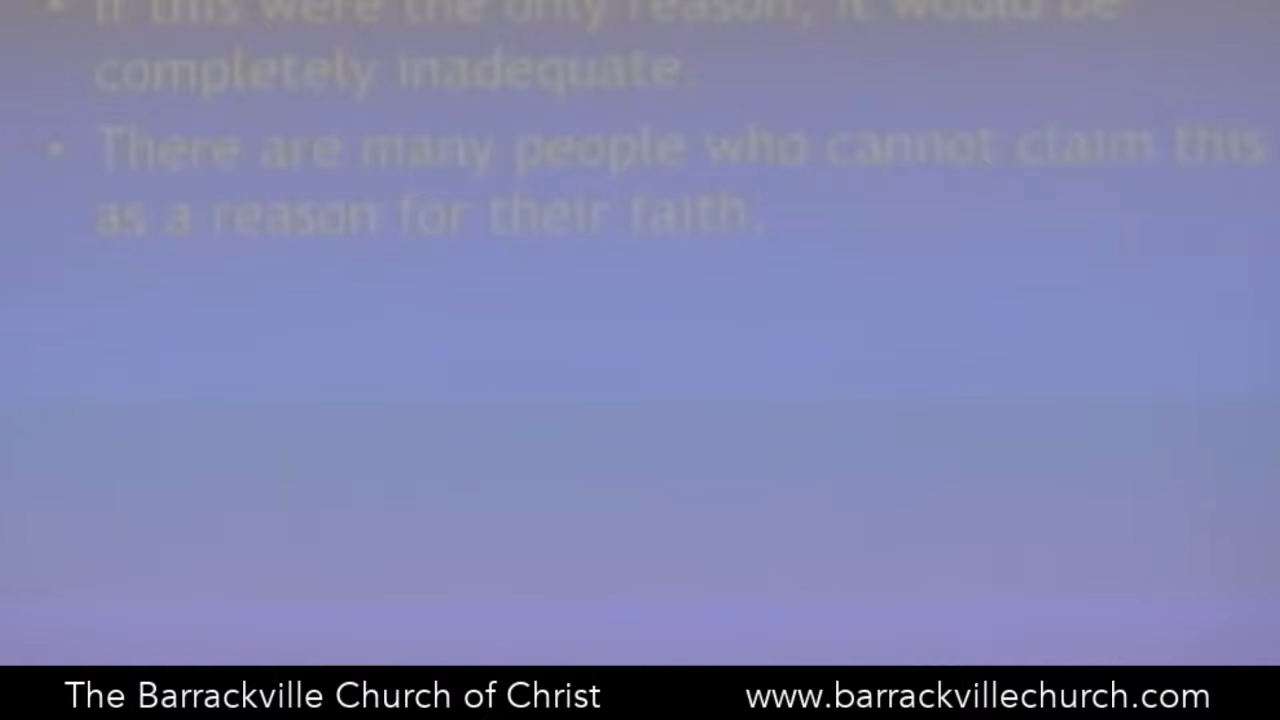 • If this were the only reason, it would be
completely inadequate.
• There are many people who cannot claim this
as a reason for their faith.
The Barrackville Church of Christ
www.barrackvillechurch.com